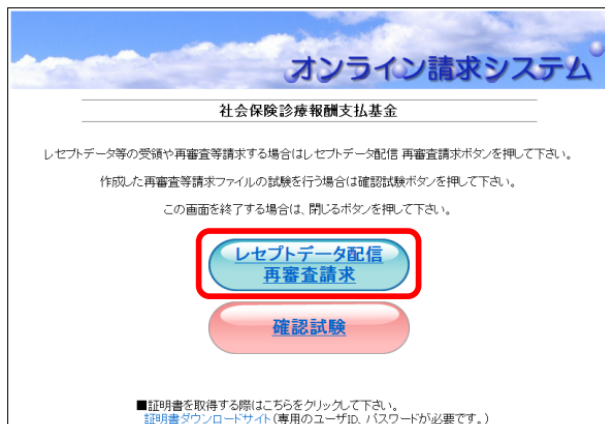 オンライン請求システム
社会保険診療報酬支払基金
レセプトデータ等の受領や再審査等請求する場合はレセプトデータ配信 再審査請求ボタンを押して下さい。
作成した再審査等請求ファイルの試験を行う場合は確認試験ボタンを押して下さい。
この画面を終了する場合は、閉じるボタンを押して下さい。
レセプトデータ配信
再審査請求
確認試験
■証明書を取得する際はこちらをクリックして下さい。
証明書ダウンロードサイト(専用のユーザID、パスワードが必要です。)